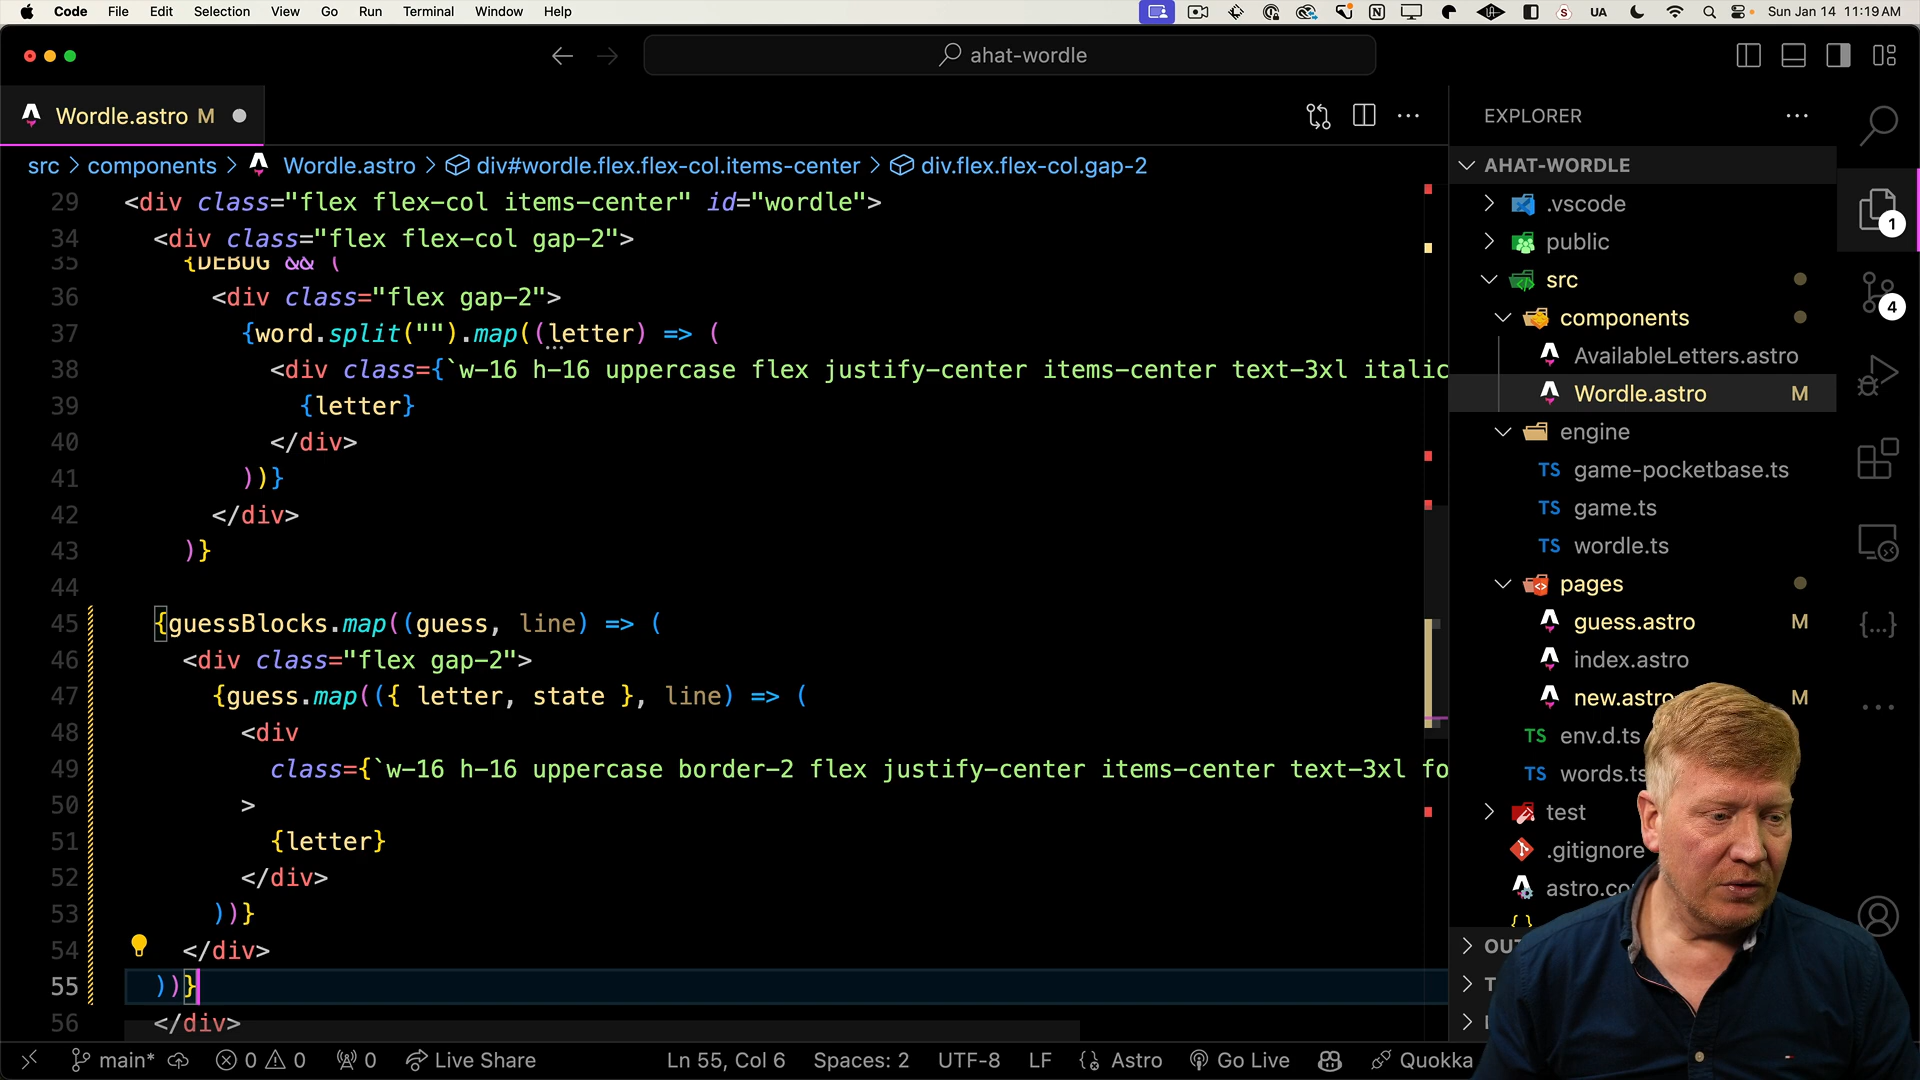 Code File Edit Selection View Go Run Terminal Window Help
UA Sun Jan 14 11:19 AM
ahat-wordle
Wordle.astro M
src > components > Wordle.astro > div#wordle.flex.flex-col.items-center > div.flex.flex-col.gap-2
29 <div class="flex flex-col items-center" id="wordle">
34 <div class="flex flex-col gap-2">
35 {DEBUG && (
36 <div class="flex gap-2">
37 {word.split("").map((letter) => (
38 <div class={`w-16 h-16 uppercase flex justify-center items-center text-3xl italic
39 {letter}
40 </div>
41 ))}
42 </div>
43 )}
44
45 {guessBlocks.map((guess, line) => (
46 <div class="flex gap-2">
47 {guess.map(({ letter, state }, line) => (
48 <div
49 class={`w-16 h-16 uppercase border-2 flex justify-center items-center text-3xl fo
50 >
51 {letter}
52 </div>
53 ))}
54 </div>
55 ))}
56 </div>
EXPLORER
AHAT-WORDLE
.vscode
public
src
components
AvailableLetters.astro
Wordle.astro M
engine
TS game-pocketbase.ts
TS game.ts
TS wordle.ts
pages
guess.astro M
index.astro
new.astro M
TS env.d.ts
TS words.ts
test
.gitignore
astro.co
OUT
T
1
4
main* 0 0 0 Live Share Ln 55, Col 6 Spaces: 2 UTF-8 LF Astro Go Live Quokka